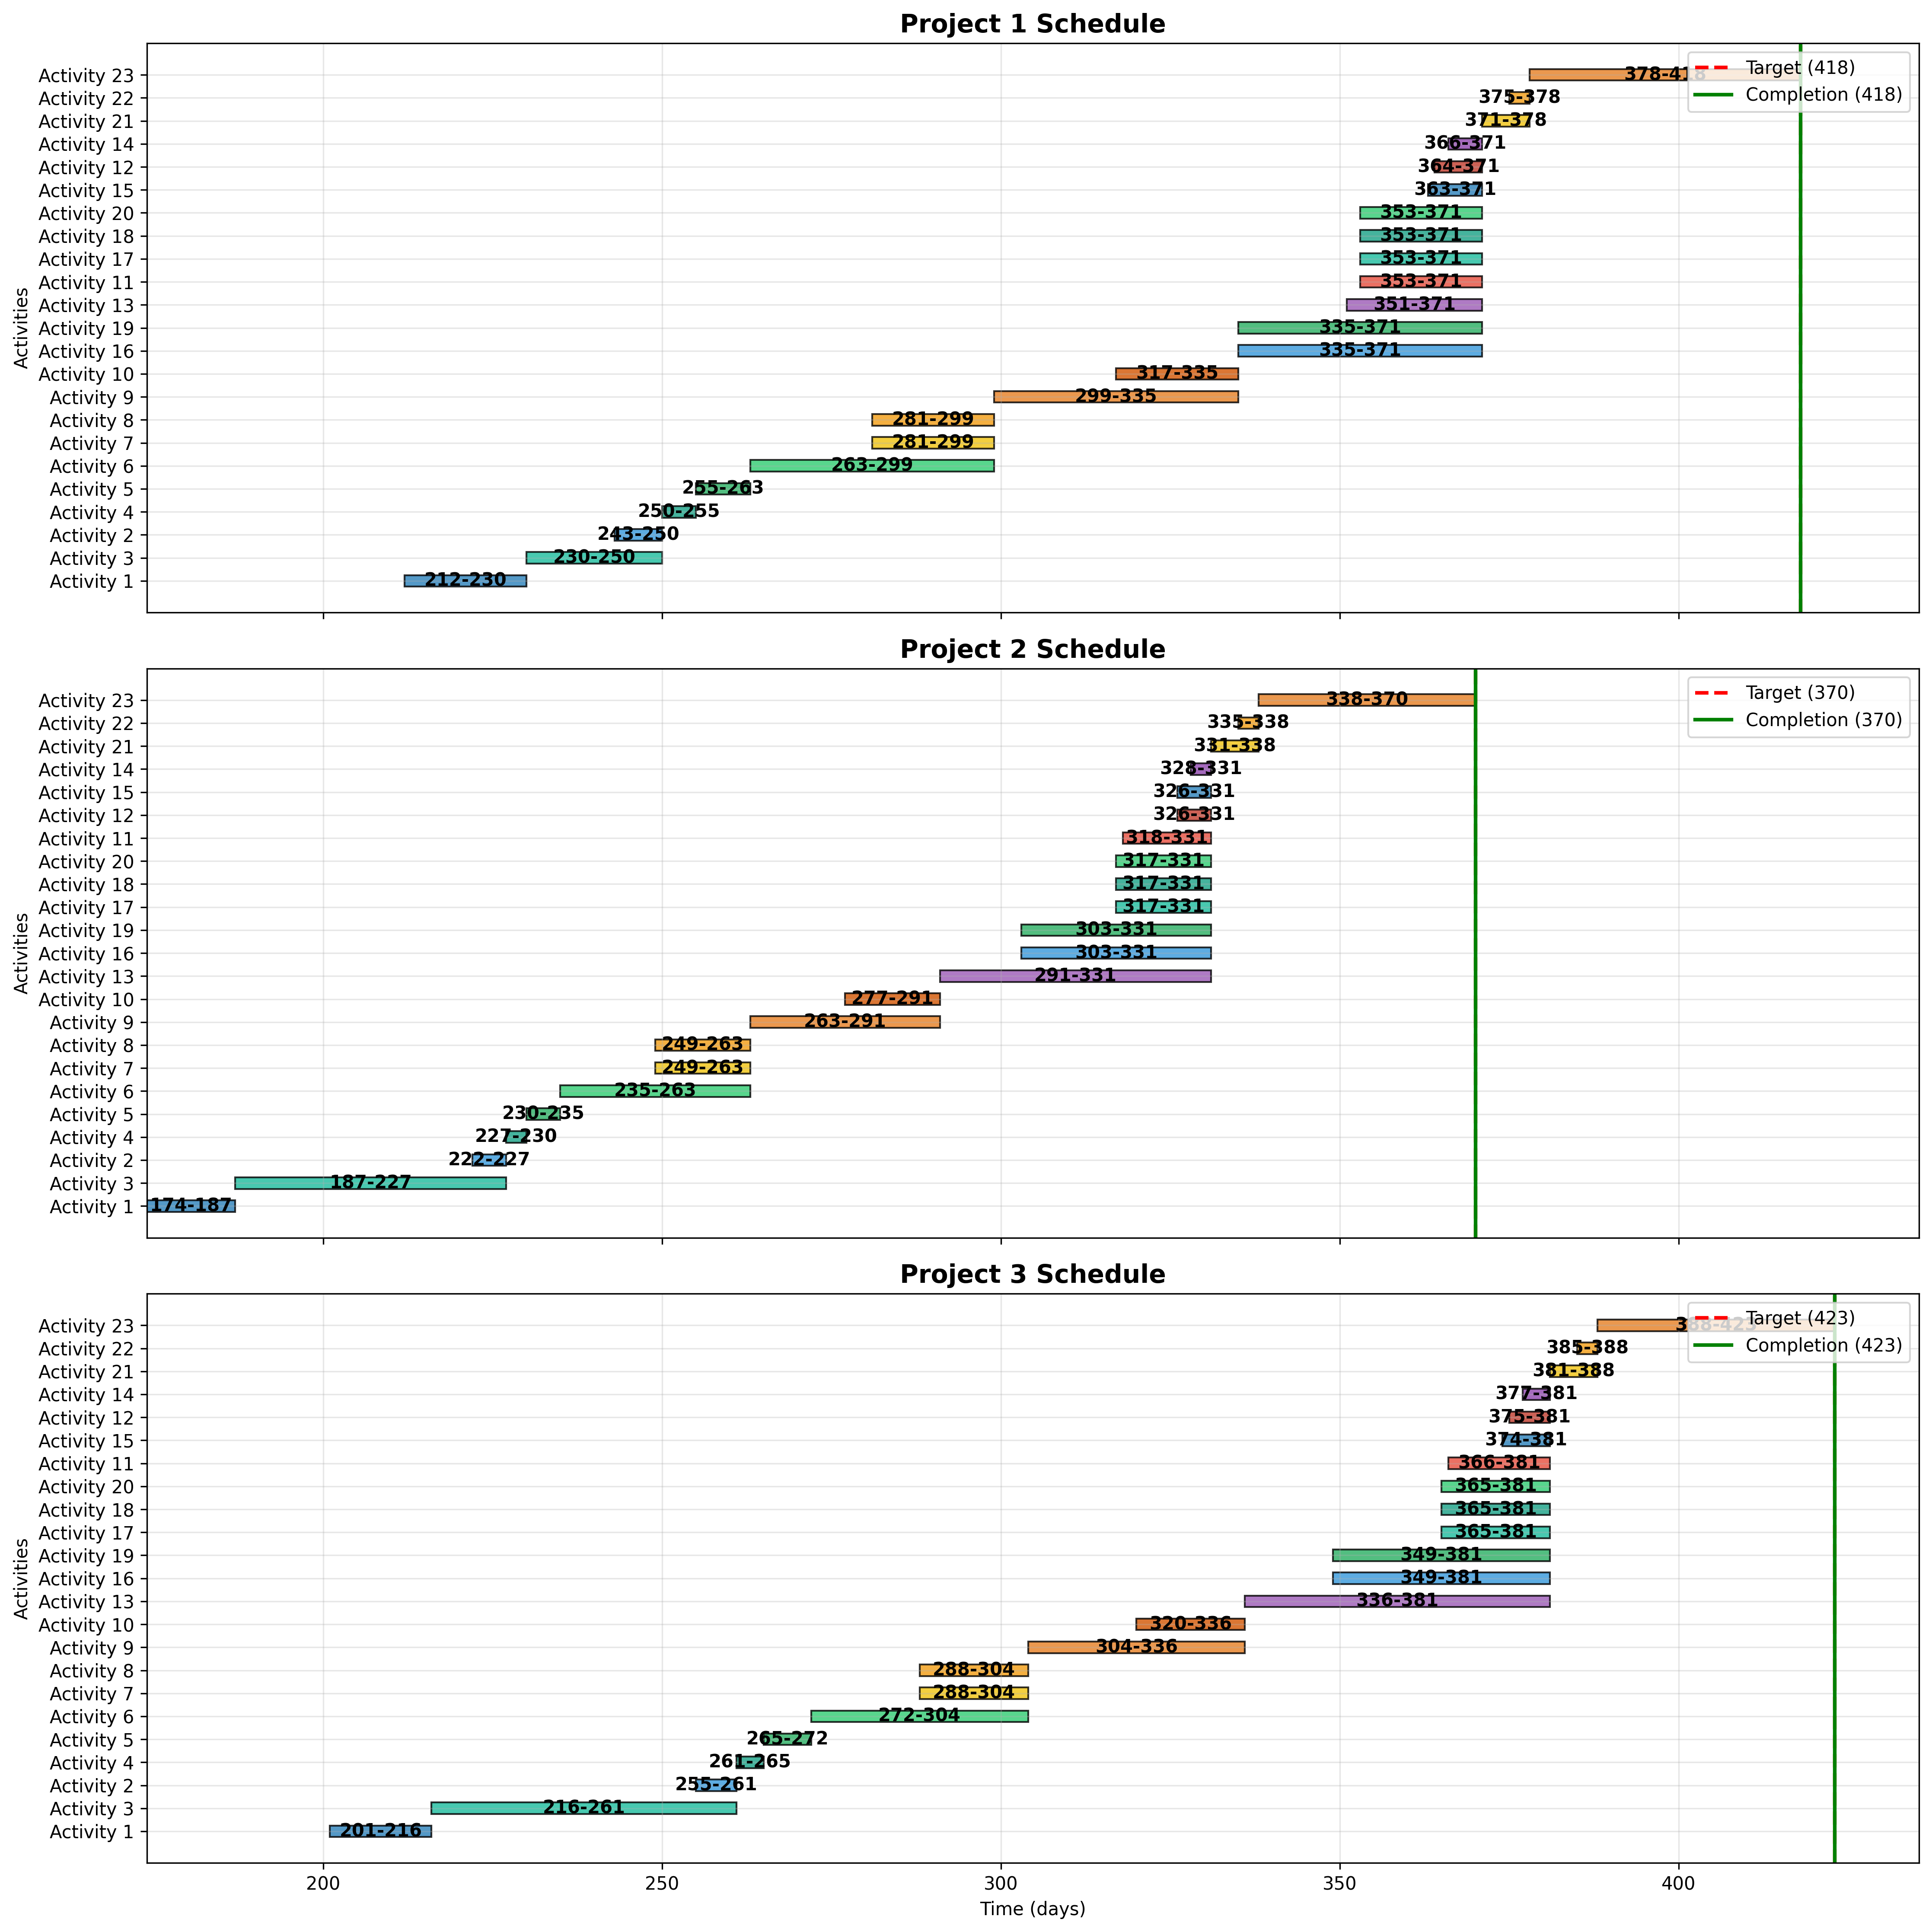 Project 1 Schedule
Activities
Activity 23 378-418
Activity 22 375-378
Activity 21 371-378
Activity 14 366-371
Activity 12 364-371
Activity 15 363-371
Activity 20 353-371
Activity 18 353-371
Activity 17 353-371
Activity 11 353-371
Activity 13 351-371
Activity 19 335-371
Activity 16 335-371
Activity 10 317-335
Activity 9 299-335
Activity 8 281-299
Activity 7 281-299
Activity 6 263-299
Activity 5 255-263
Activity 4 250-255
Activity 2 243-250
Activity 3 230-250
Activity 1 212-230
Target (418)
Completion (418)
Project 2 Schedule
Activities
Activity 23 338-370
Activity 22 335-338
Activity 21 331-338
Activity 14 328-331
Activity 15 326-331
Activity 12 326-331
Activity 11 318-331
Activity 20 317-331
Activity 18 317-331
Activity 17 317-331
Activity 19 303-331
Activity 16 303-331
Activity 13 291-331
Activity 10 277-291
Activity 9 263-291
Activity 8 249-263
Activity 7 249-263
Activity 6 235-263
Activity 5 230-235
Activity 4 227-230
Activity 2 222-227
Activity 3 187-227
Activity 1 174-187
Target (370)
Completion (370)
Project 3 Schedule
Activities
Activity 23 388-423
Activity 22 385-388
Activity 21 381-388
Activity 14 377-381
Activity 12 375-381
Activity 15 374-381
Activity 11 366-381
Activity 20 365-381
Activity 18 365-381
Activity 17 365-381
Activity 19 349-381
Activity 16 349-381
Activity 13 336-381
Activity 10 320-336
Activity 9 304-336
Activity 8 288-304
Activity 7 288-304
Activity 6 272-304
Activity 5 265-272
Activity 4 261-265
Activity 2 255-261
Activity 3 216-261
Activity 1 201-216
Target (423)
Completion (423)
200 250 300 350 400
Time (days)